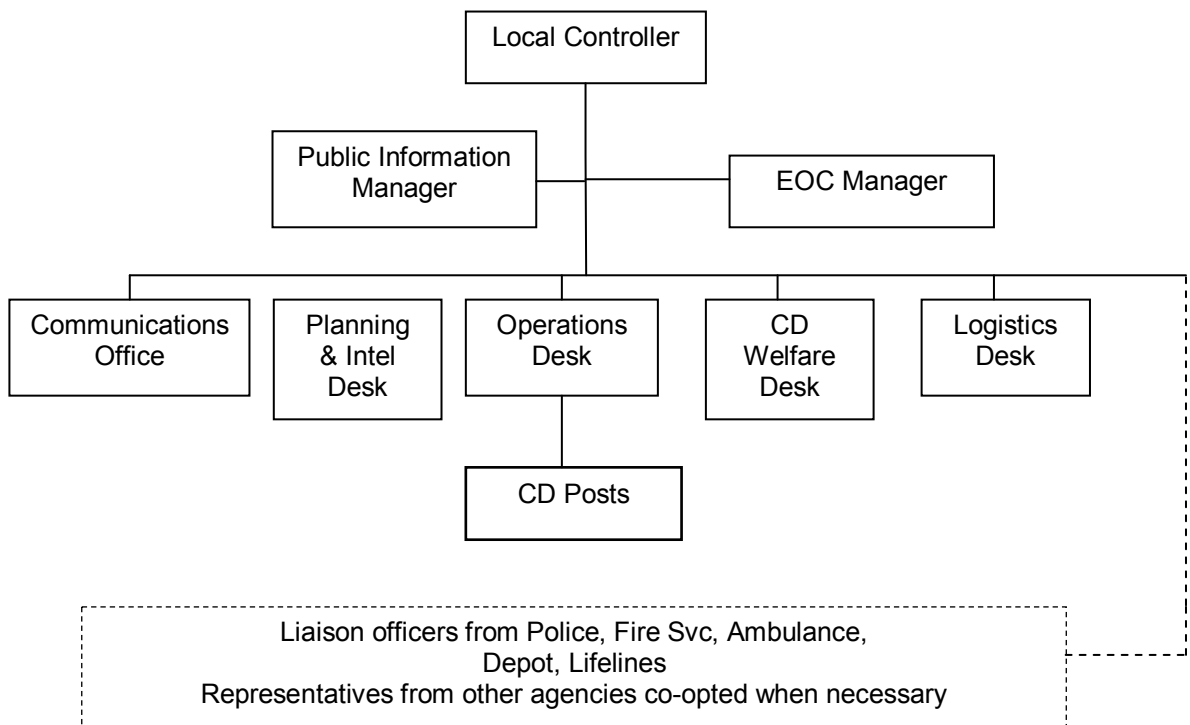 Local Controller
Public Information
Manager
EOC Manager
Communications
Office
Planning
& Intel
Desk
Operations
Desk
CD
Welfare
Desk
Logistics
Desk
CD Posts
Liaison officers from Police, Fire Svc, Ambulance,
Depot, Lifelines
Representatives from other agencies co-opted when necessary